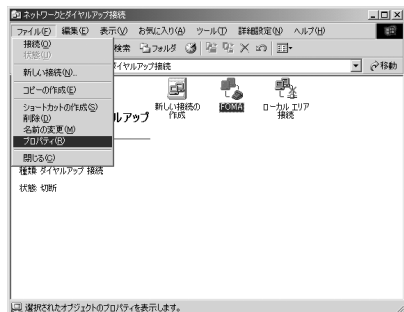 ネットワークとダイヤルアップ接続
ファイル(F) 編集(E) 表示(V) お気に入り(A) ツール(T) 詳細設定(N) ヘルプ(H)
接続(O)
状態(U)
新しい接続(N)...
コピーの作成(E)
ショートカットの作成(S)
削除(D)
名前の変更(M)
プロパティ(R)
閉じる(C)
検索 フォルダ
ダイヤルアップ接続
移動
ルアップ
新しい接続の作成
FOMA
ローカル エリア接続
種類: ダイヤルアップ 接続
状態: 切断
選択されたオブジェクトのプロパティを表示します。